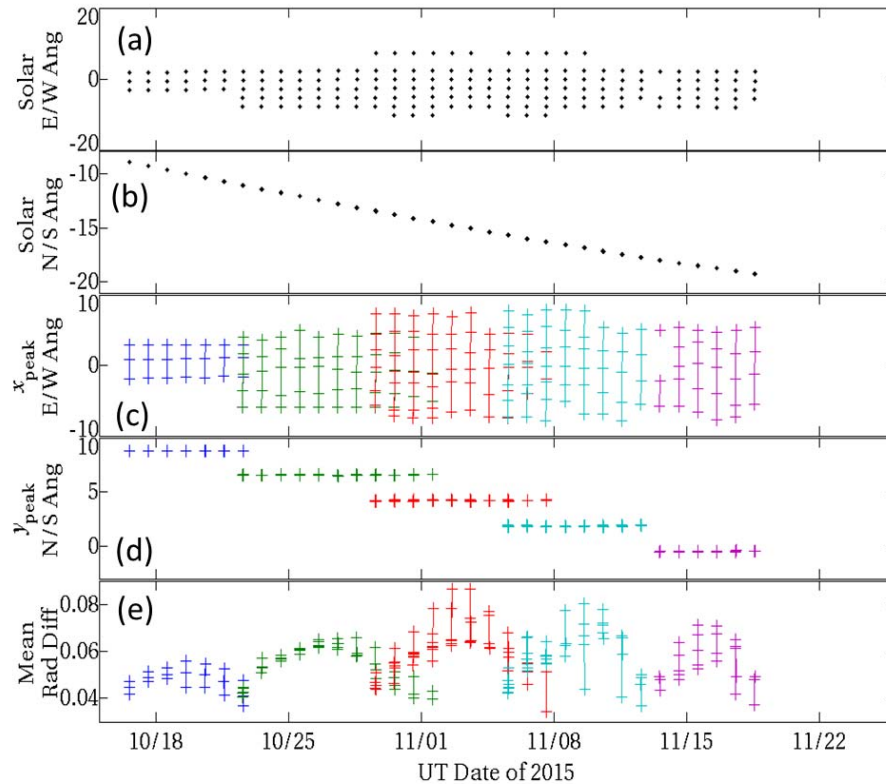 (a)
Solar
E/W Ang
20
0
-20
(b)
Solar
N/S Ang
-10
-15
-20
(c)
x peak
E/W Ang
10
0
-10
(d)
y peak
N/S Ang
10
5
0
(e)
Mean
Rad Diff
0.08
0.06
0.04
10/18 10/25 11/01 11/08 11/15 11/22
UT Date of 2015